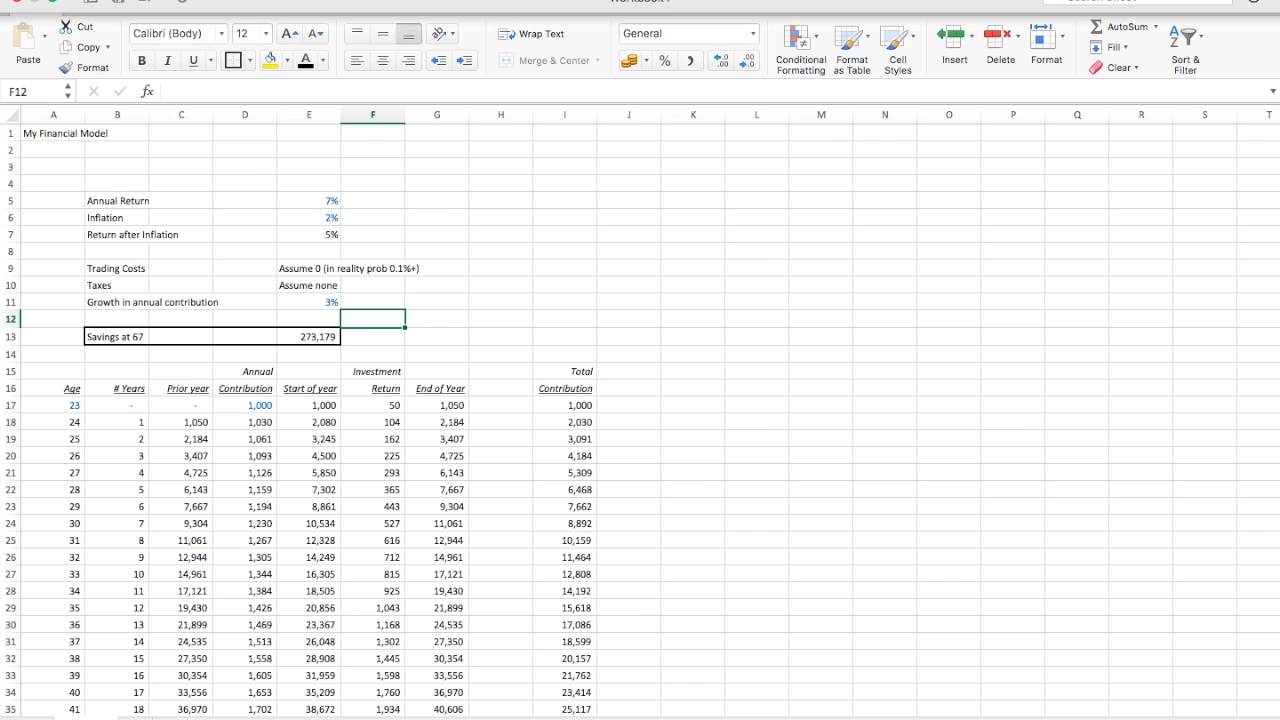 Cut
Calibri (Body) 12 A A Wrap Text General AutoSum
Copy Fill
Paste Format B I U A Merge & Center % Conditional Formatting Format as Table Cell Styles Insert Delete Format Clear Sort & Filter
F12 fx
A B C D E F G H I J K L M N O P Q R S T
1 My Financial Model
2
3
4
5 Annual Return 7%
6 Inflation 2%
7 Return after Inflation 5%
8
9 Trading Costs Assume 0 (in reality prob 0.1%+)
10 Taxes Assume none
11 Growth in annual contribution 3%
12
13 Savings at 67 273,179
14
15 Annual Investment Total
16 Age # Years Prior year Contribution Start of year Return End of Year Contribution
17 23 - - 1,000 1,000 50 1,050 1,000
18 24 1 1,050 1,030 2,080 104 2,184 2,030
19 25 2 2,184 1,061 3,245 162 3,407 3,091
20 26 3 3,407 1,093 4,500 225 4,725 4,184
21 27 4 4,725 1,126 5,850 293 6,143 5,309
22 28 5 6,143 1,159 7,302 365 7,667 6,468
23 29 6 7,667 1,194 8,861 443 9,304 7,662
24 30 7 9,304 1,230 10,534 527 11,061 8,892
25 31 8 11,061 1,267 12,328 616 12,944 10,159
26 32 9 12,944 1,305 14,249 712 14,961 11,464
27 33 10 14,961 1,344 16,305 815 17,121 12,808
28 34 11 17,121 1,384 18,505 925 19,430 14,192
29 35 12 19,430 1,426 20,856 1,043 21,899 15,618
30 36 13 21,899 1,469 23,367 1,168 24,535 17,086
31 37 14 24,535 1,513 26,048 1,302 27,350 18,599
32 38 15 27,350 1,558 28,908 1,445 30,354 20,157
33 39 16 30,354 1,605 31,959 1,598 33,556 21,762
34 40 17 33,556 1,653 35,209 1,760 36,970 23,414
35 41 18 36,970 1,702 38,672 1,934 40,606 25,117